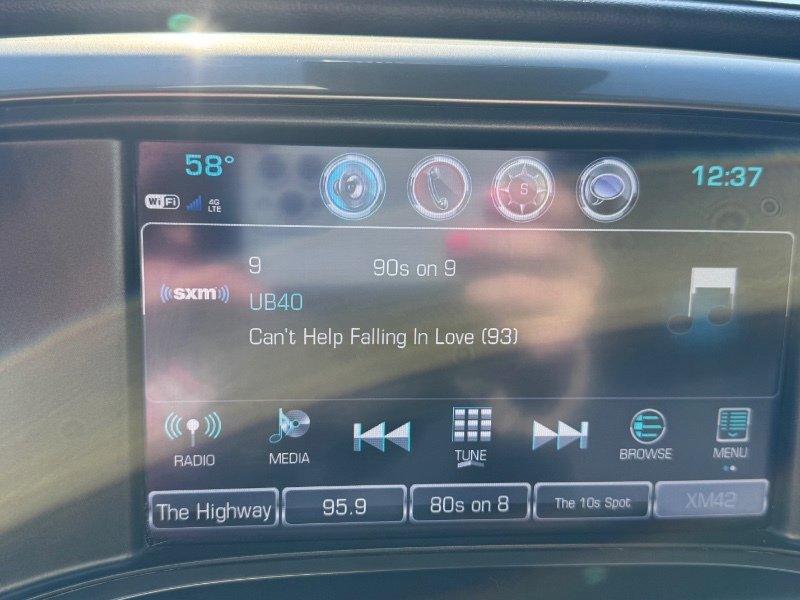 58°
12:37
WiFi
4G
LTE
S
9
90s on 9
((sxm))
UB40
Can't Help Falling In Love (93)
RADIO
MEDIA
TUNE
BROWSE
MENU
The Highway
95.9
80s on 8
The 10s Spot
XM42